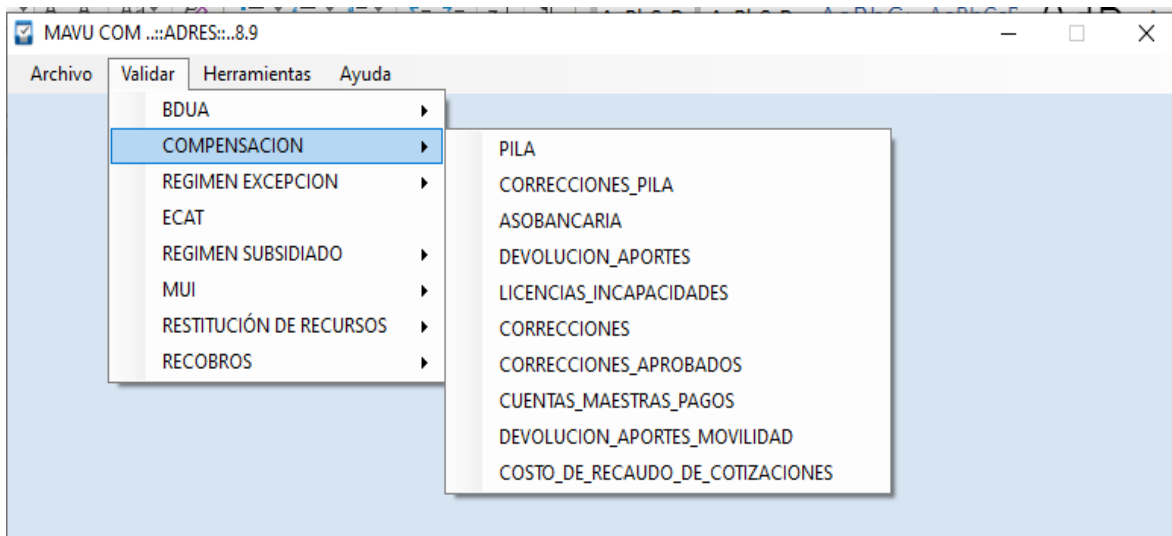 MAVU COM ..::ADRES::..8.9
Archivo Validar Herramientas Ayuda
BDUA
COMPENSACION
REGIMEN EXCEPCION
ECAT
REGIMEN SUBSIDIADO
MUI
RESTITUCIÓN DE RECURSOS
RECOBROS
PILA
CORRECCIONES_PILA
ASOBANCARIA
DEVOLUCION_APORTES
LICENCIAS_INCAPACIDADES
CORRECCIONES
CORRECCIONES_APROBADOS
CUENTAS_MAESTRAS_PAGOS
DEVOLUCION_APORTES_MOVILIDAD
COSTO_DE_RECAUDO_DE_COTIZACIONES